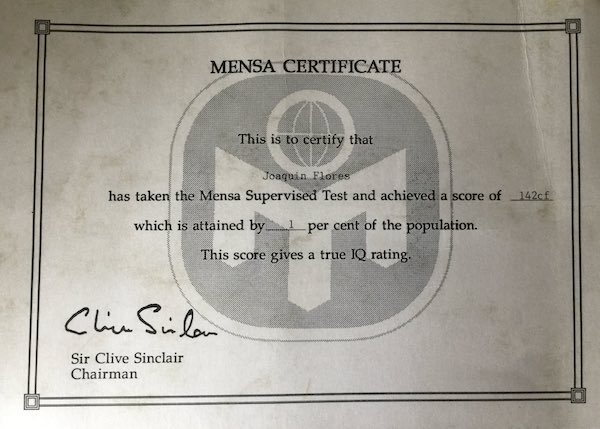 MENSA CERTIFICATE
This is to certify that
Joaquin Flores
has taken the Mensa Supervised Test and achieved a score of 142cf
which is attained by 1 per cent of the population.
This score gives a true IQ rating.
Clive Sinclair
Sir Clive Sinclair
Chairman